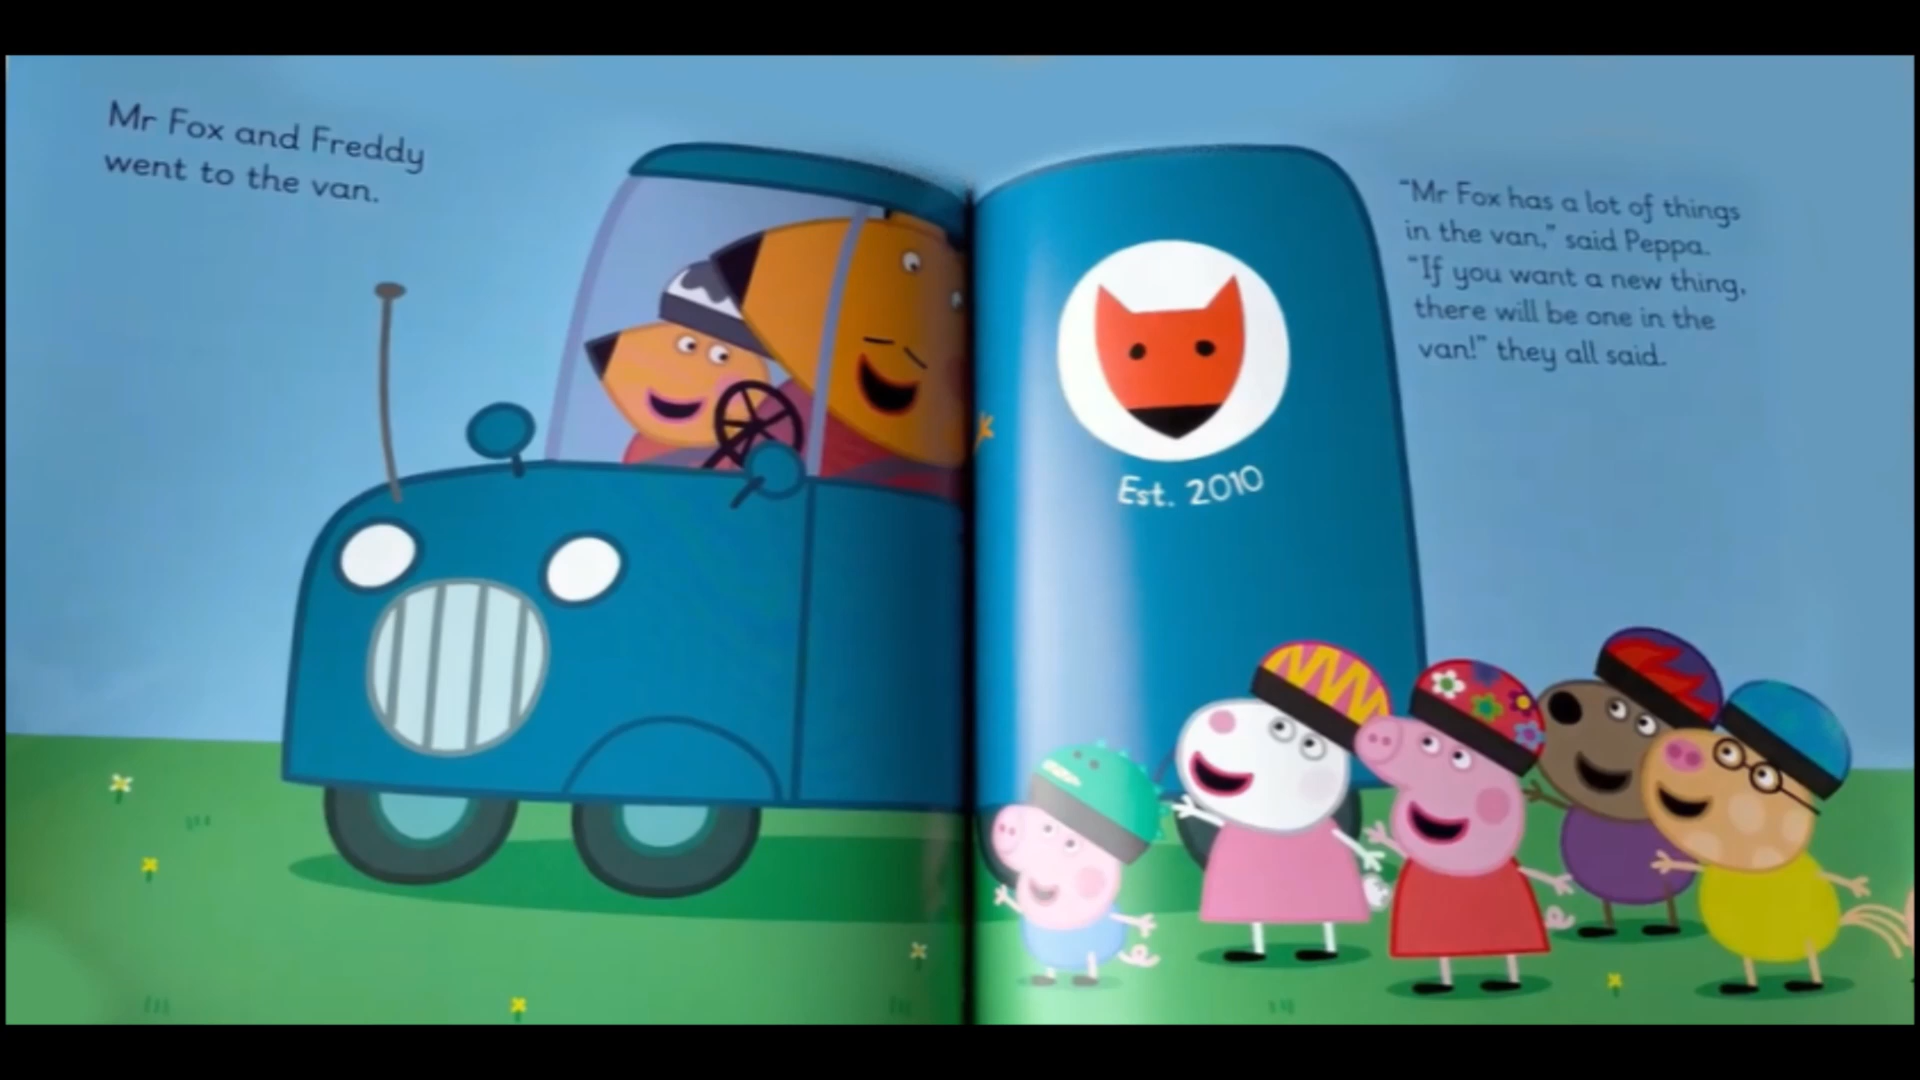 Mr Fox and Freddy
went to the van.
Est. 2010
“Mr Fox has a lot of things
in the van,” said Peppa.
“If you want a new thing,
there will be one in the
van!” they all said.